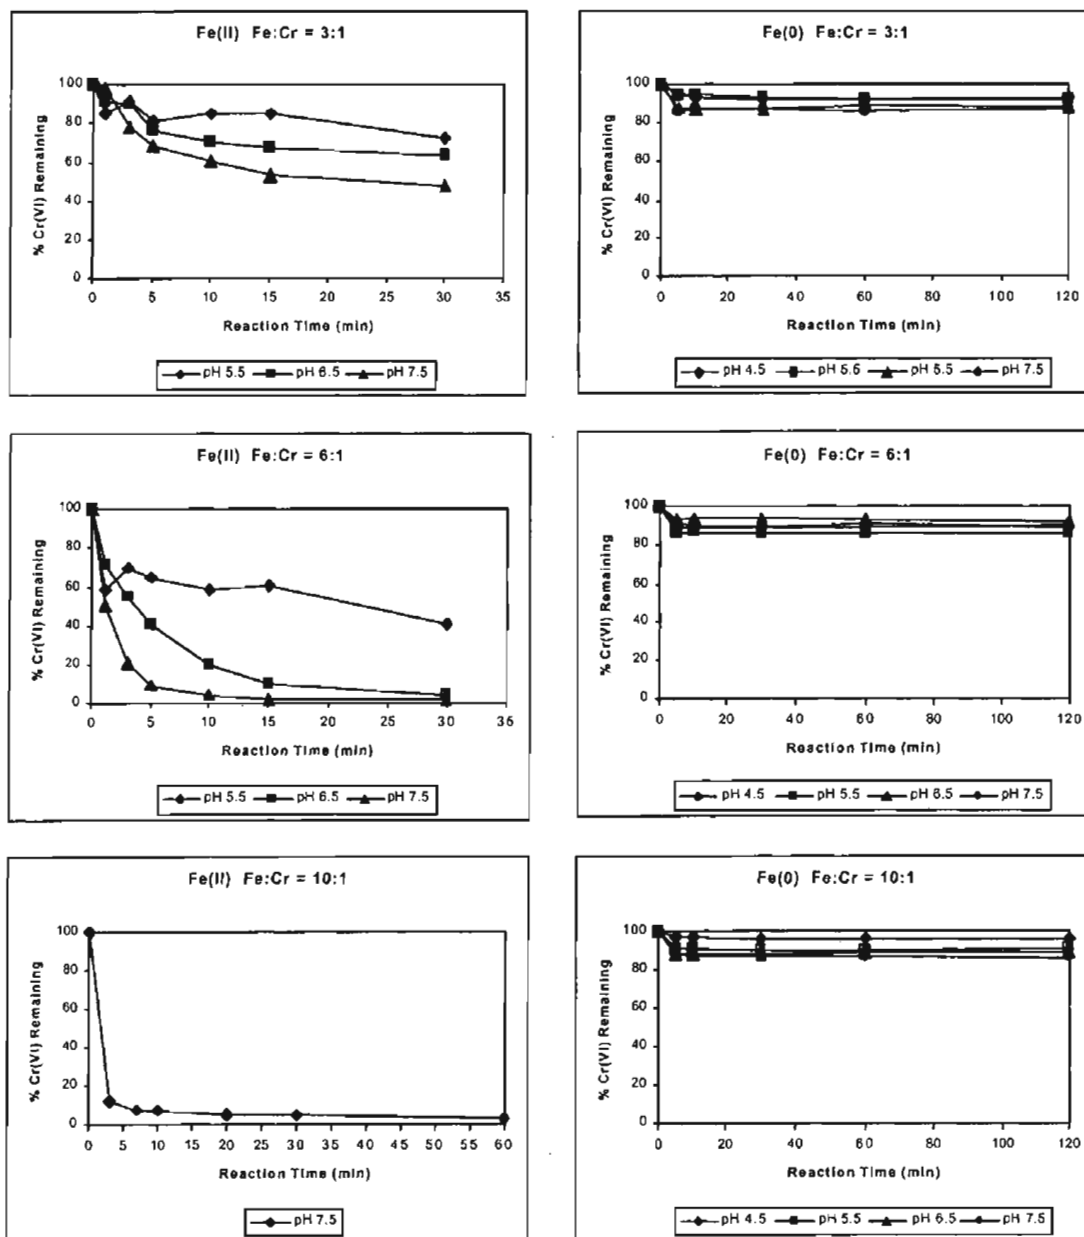 Fe(II) Fe:Cr = 3:1
% Cr(VI) Remaining
100
80
60
40
20
0
0 5 10 15 20 25 30 35
Reaction Time (min)
pH 5.5 pH 6.5 pH 7.5
Fe(0) Fe:Cr = 3:1
% Cr(VI) Remaining
100
80
60
40
20
0
0 20 40 60 80 100 120
Reaction Time (min)
pH 4.5 pH 5.5 pH 5.5 pH 7.5
Fe(II) Fe:Cr = 6:1
% Cr(VI) Remaining
100
80
60
40
20
0
0 5 10 15 20 25 30 35
Reaction Time (min)
pH 5.5 pH 6.5 pH 7.5
Fe(0) Fe:Cr = 6:1
% Cr(VI) Remaining
100
80
60
40
20
0
0 20 40 60 80 100 120
Reaction Time (min)
pH 4.5 pH 5.5 pH 6.5 pH 7.5
Fe(II) Fe:Cr = 10:1
% Cr(VI) Remaining
100
80
60
40
20
0
0 5 10 15 20 25 30 35 40 45 50 55 60
Reaction Time (min)
pH 7.5
Fe(0) Fe:Cr = 10:1
% Cr(VI) Remaining
100
80
60
40
20
0
0 20 40 60 80 100 120
Reaction Time (min)
pH 4.5 pH 5.5 pH 6.5 pH 7.5